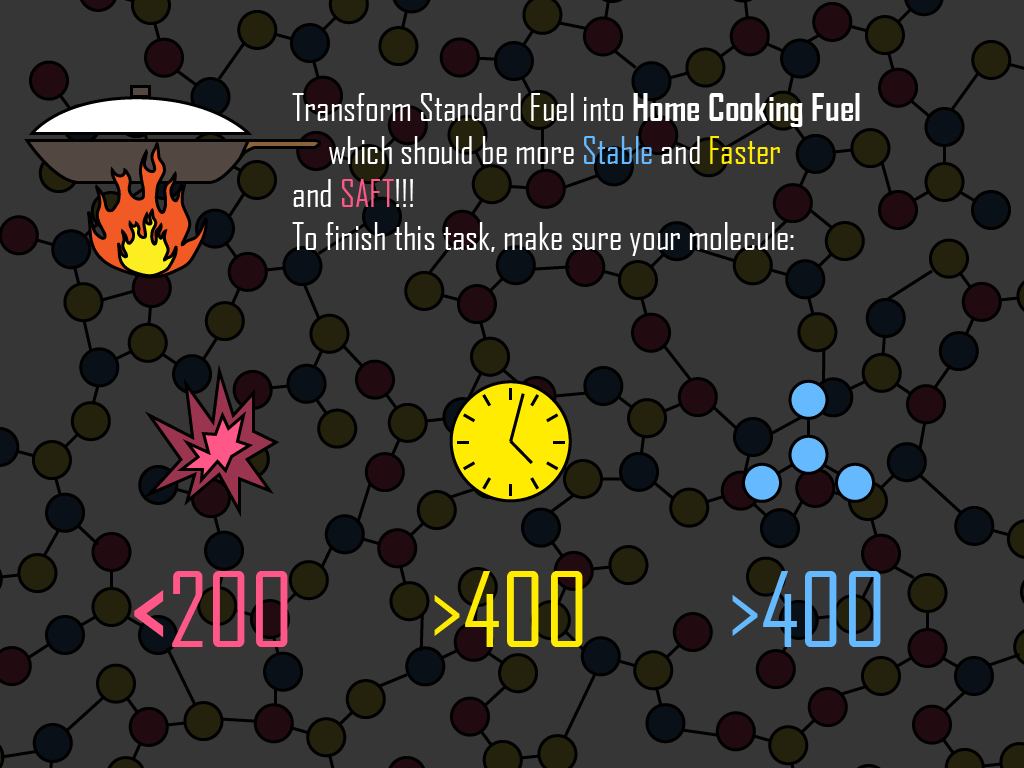 Transform Standard Fuel into Home Cooking Fuel
which should be more Stable and Faster
and SAFT!!!
To finish this task, make sure your molecule:
<200 >400 >400